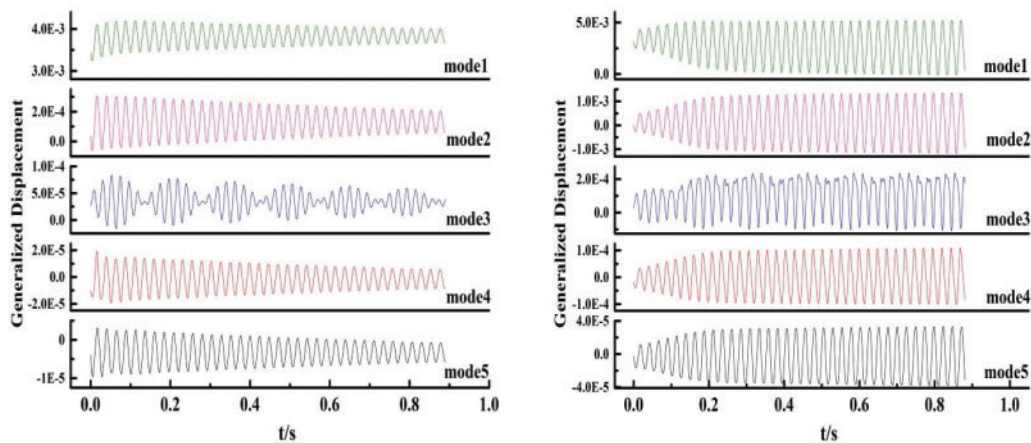 Generalized Displacement
4.0E-3
3.0E-3
mode1
2.0E-4
0.0
mode2
1.0E-4
5.0E-5
0.0
mode3
2.0E-5
0.0
-2.0E-5
mode4
0
-1E-5
mode5
0.0 0.2 0.4 0.6 0.8 1.0
t/s
Generalized Displacement
5.0E-3
0.0
mode1
1.0E-3
0.0
-1.0E-3
mode2
2.0E-4
0.0
mode3
1.0E-4
0.0
-1.0E-4
mode4
4.0E-5
0.0
-4.0E-5
mode5
0.0 0.2 0.4 0.6 0.8 1.0
t/s